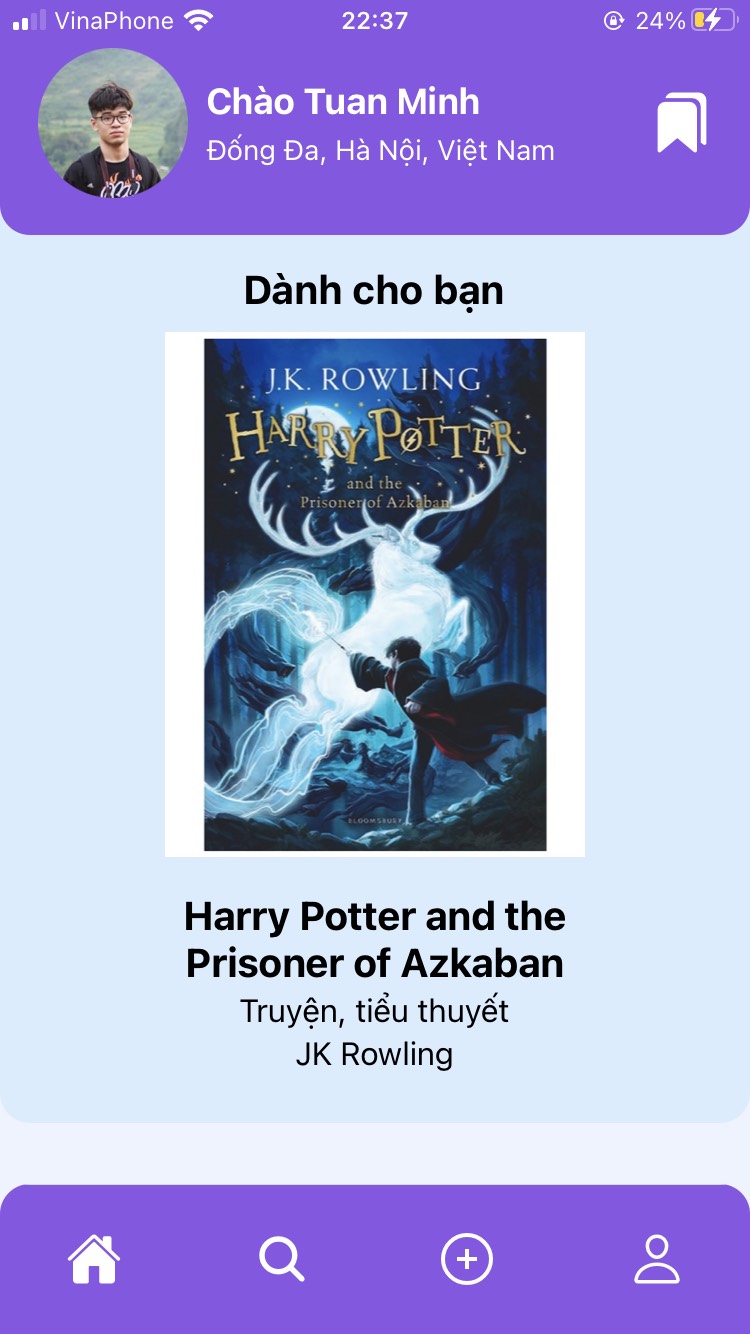 VinaPhone 22:37 24%
Chào Tuan Minh
Đống Đa, Hà Nội, Việt Nam
Dành cho bạn
J.K. ROWLING
HARRY POTTER
and the
Prisoner of Azkaban
BLOOMSBURY
Harry Potter and the
Prisoner of Azkaban
Truyện, tiểu thuyết
JK Rowling